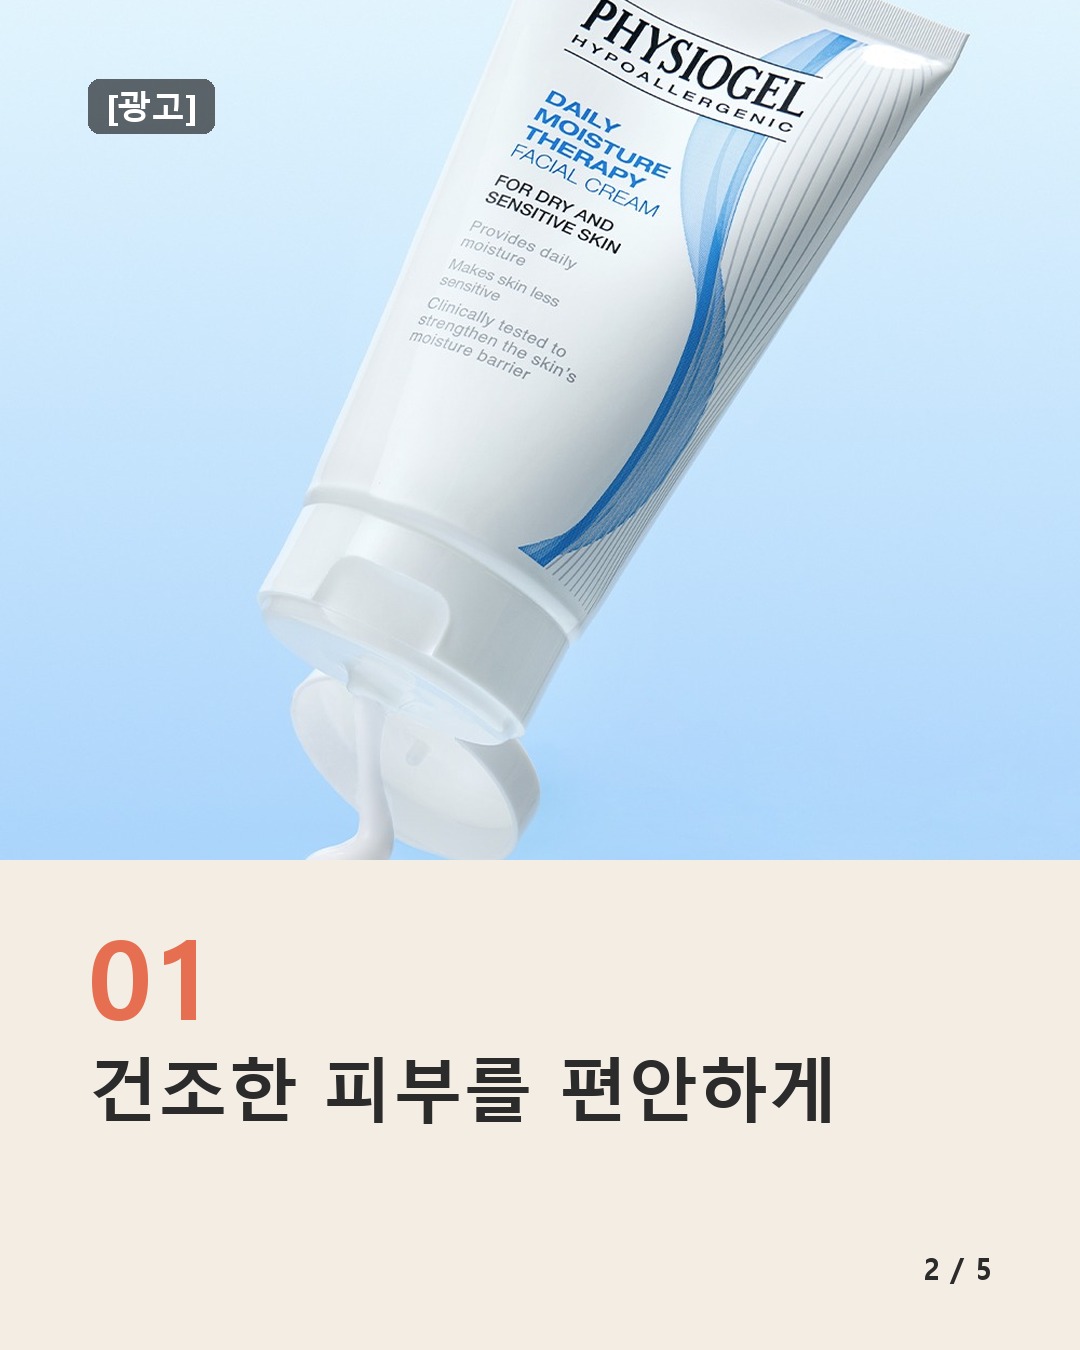 [광고]
PHYSIOGEL
HYPOALLERGENIC
DAILY
MOISTURE
THERAPY
FACIAL CREAM
FOR DRY AND
SENSITIVE SKIN
Provides daily
moisture
Makes skin less
sensitive
Clinically tested to
strengthen the skin's
moisture barrier
01
건조한 피부를 편안하게
2 / 5